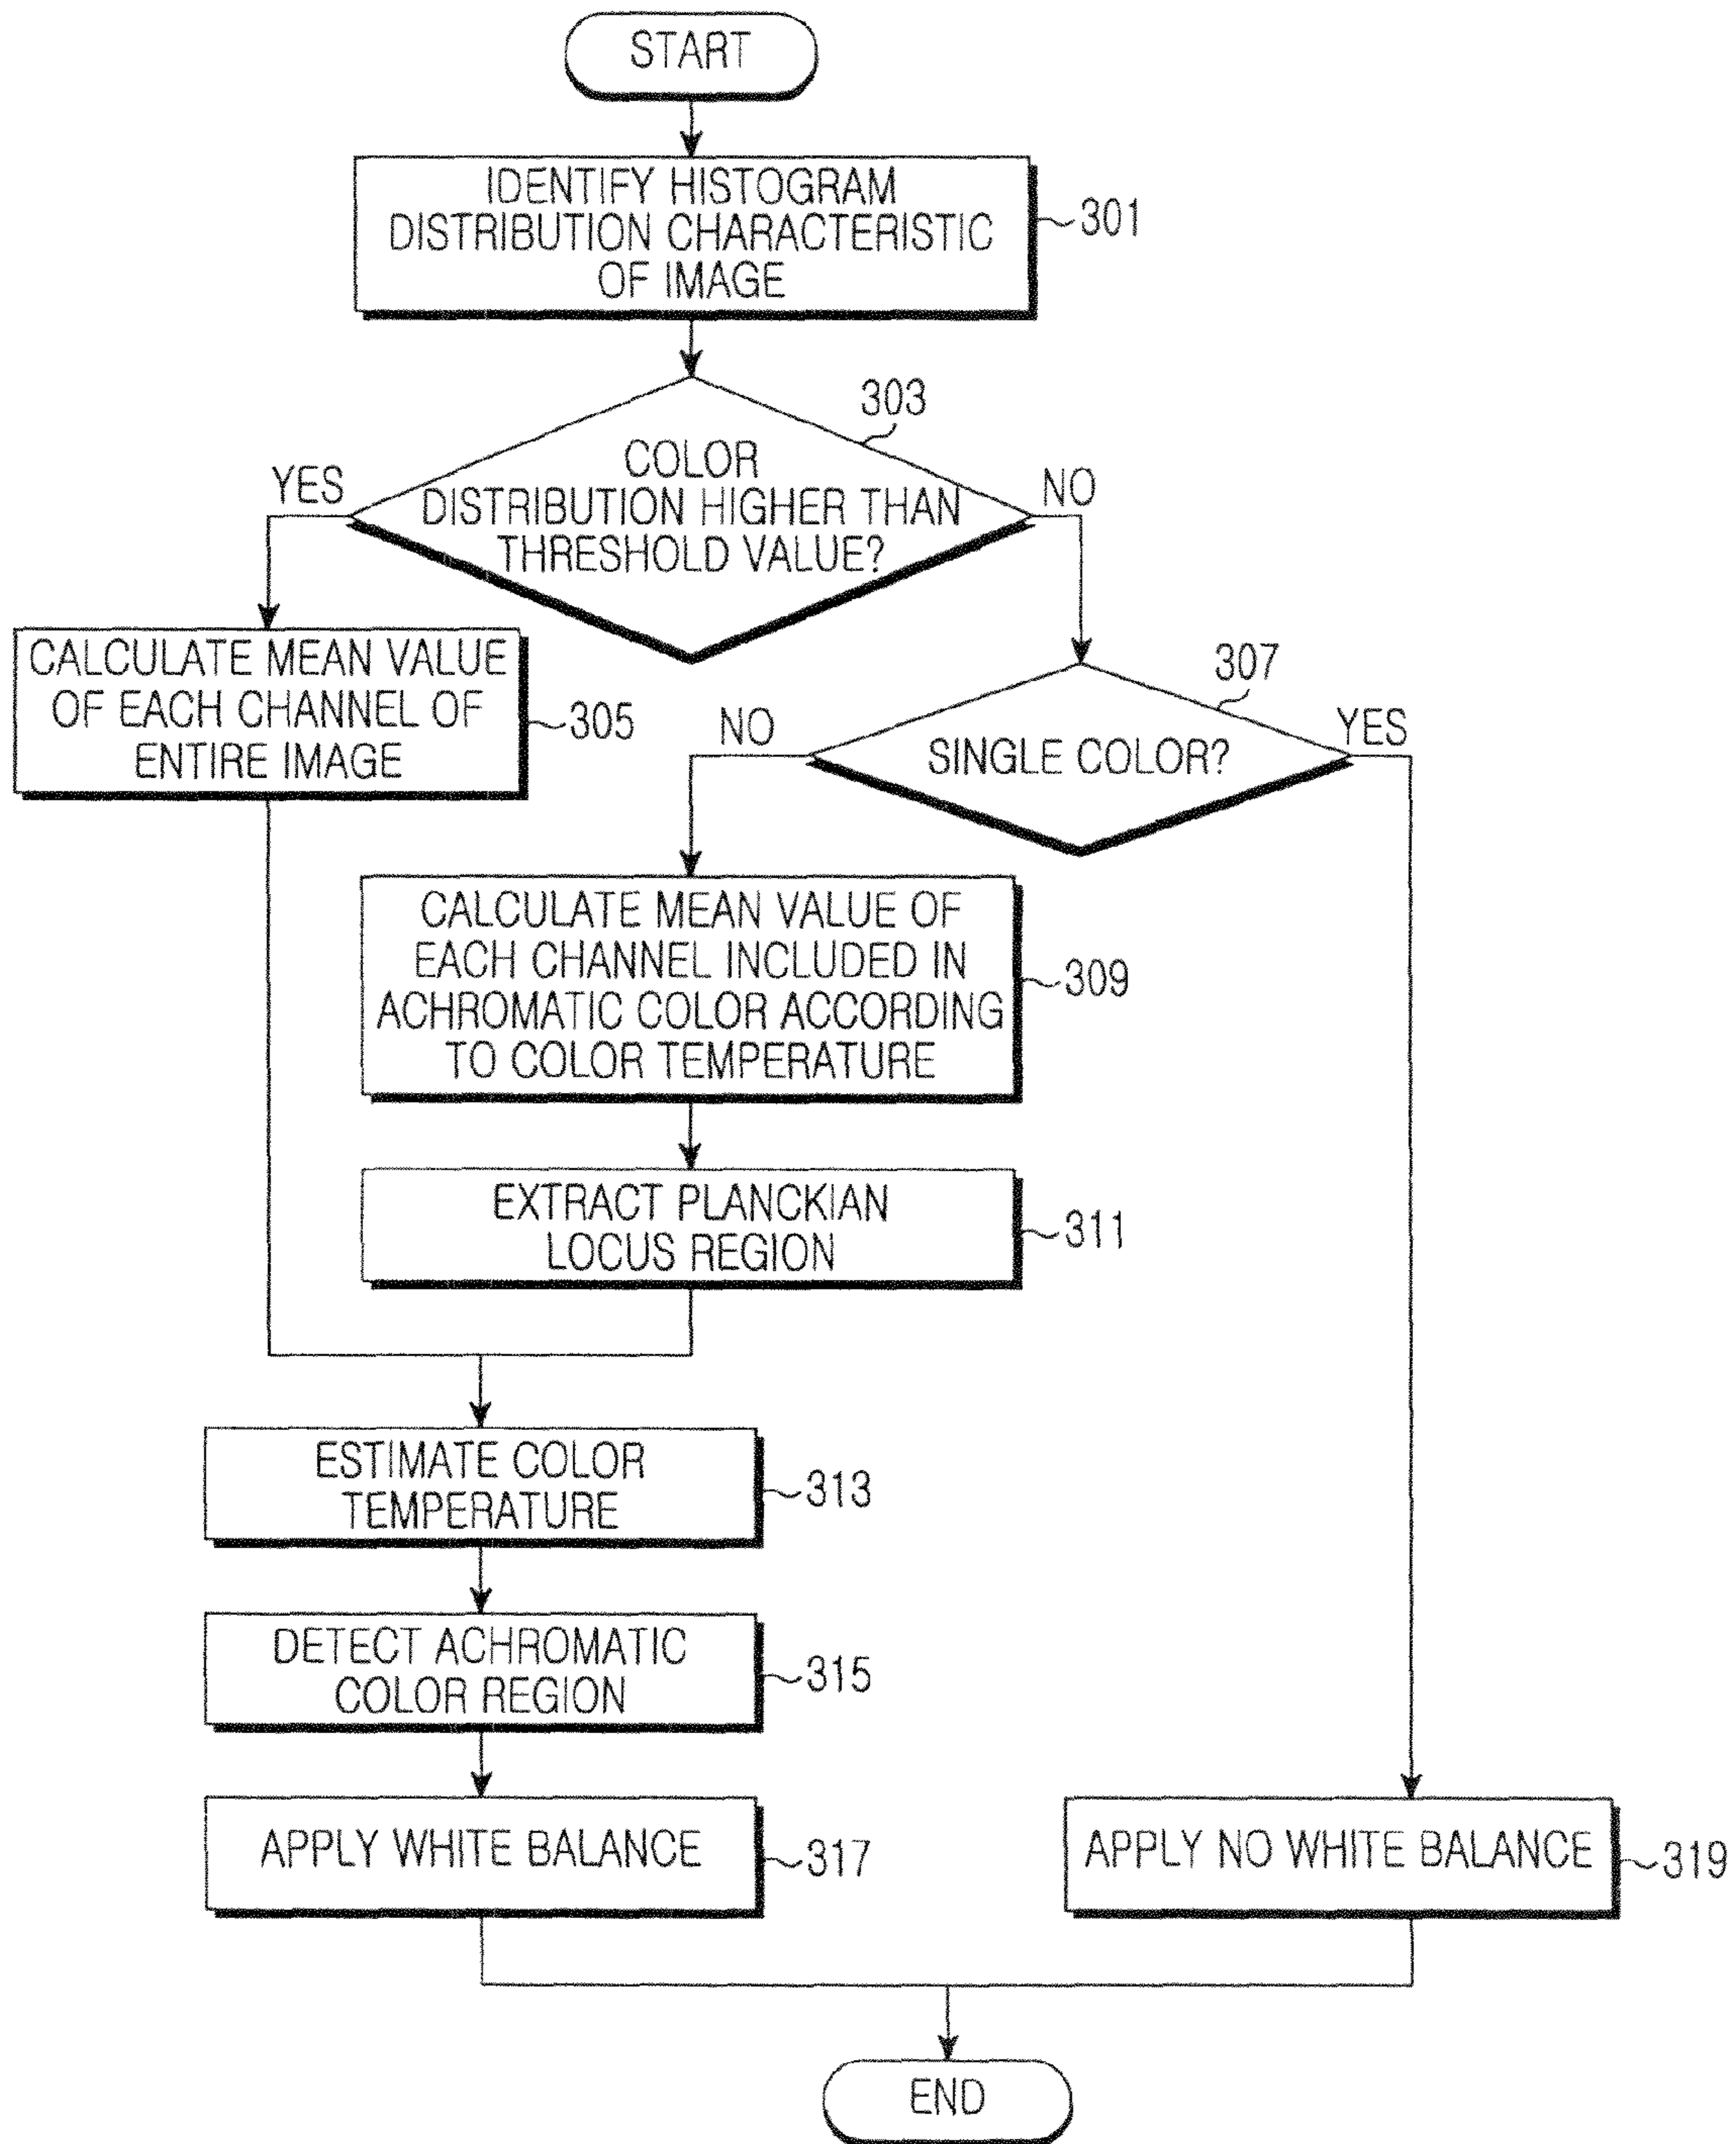 START
IDENTIFY HISTOGRAM
DISTRIBUTION CHARACTERISTIC
OF IMAGE
301
303
COLOR
DISTRIBUTION HIGHER THAN
THRESHOLD VALUE?
YES
NO
CALCULATE MEAN VALUE
OF EACH CHANNEL OF
ENTIRE IMAGE
305
307
SINGLE COLOR?
NO
YES
CALCULATE MEAN VALUE OF
EACH CHANNEL INCLUDED IN
ACHROMATIC COLOR ACCORDING
TO COLOR TEMPERATURE
309
EXTRACT PLANCKIAN
LOCUS REGION
311
ESTIMATE COLOR
TEMPERATURE
313
DETECT ACHROMATIC
COLOR REGION
315
APPLY WHITE BALANCE
317
APPLY NO WHITE BALANCE
319
END